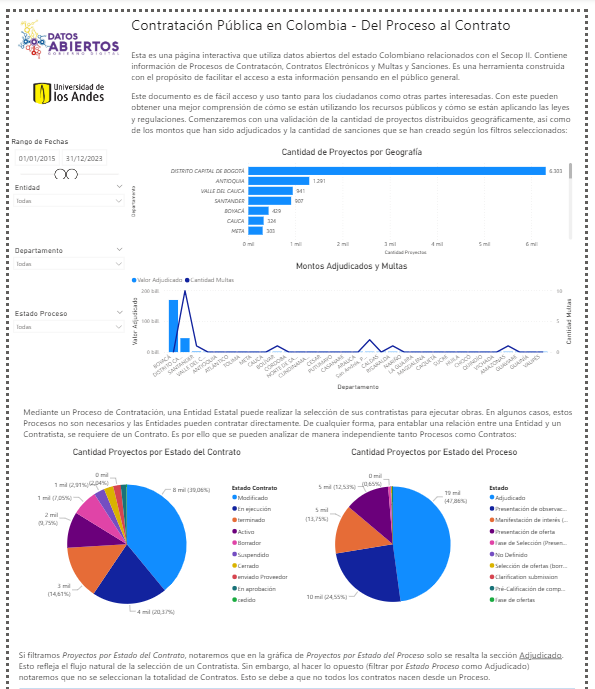 DATOS
ABIERTOS
GOBIERNO DIGITAL
Universidad de
los Andes
Contratación Pública en Colombia - Del Proceso al Contrato
Esta es una página interactiva que utiliza datos abiertos del estado Colombiano relacionados con el Secop II. Contiene
información de Procesos de Contratacón, Contratos Electrónicos y Multas y Sanciones. Es una herramienta construida
con el propósito de facilitar el acceso a esta información pensando en el público general.
Este documento es de fácil acceso y uso tanto para los ciudadanos como otras partes interesadas. Con este pueden
obtener una mejor comprensión de cómo se están utilizando los recursos públicos y cómo se están aplicando las leyes
y regulaciones. Comenzaremos con una validación de la cantidad de proyectos distribuidos geográficamente, así como
de los montos que han sido adjudicados y la cantidad de sanciones que se han creado según los filtros seleccionados:
Rango de Fechas
01/01/2015 31/12/2023
Entidad
Todas
Departamento
Todas
Estado Proceso
Todas
Cantidad de Proyectos por Geografía
Departamento
DISTRITO CAPITAL DE BOGOTÁ 6.303
ANTIOQUIA 1.291
VALLE DEL CAUCA 941
SANTANDER 907
BOYACÁ 429
CAUCA 324
META 303
0 mil 1 mil 2 mil 3 mil 4 mil 5 mil 6 mil
Cantidad Proyectos
Montos Adjudicados y Multas
Valor Adjudicado Cantidad Multas
Valor Adjudicado
200 bill.
100 bill.
0 bill.
10
5
0
Cantidad Multas
BOYACÁ
DISTRITO CA...
SANTANDER
VALLE DEL C...
ANTIOQUIA
ATLÁNTICO
TOLIMA
META
CAUCA
BOLÍVAR
CÓRDOBA
NORTE DE SA...
CUNDINAMA...
CESAR
PUTUMAYO
CASANARE
ARAUCA
San Andrés, P...
CALDAS
RISARALDA
NARIÑO
LA GUAJIRA
MAGDALENA
CAQUETÁ
SUCRE
HUILA
CHOCÓ
QUINDÍO
VICHADA
AMAZONAS
GUAVIARE
GUAINÍA
VAUPÉS
Departamento
Mediante un Proceso de Contratación, una Entidad Estatal puede realizar la selección de sus contratistas para ejecutar obras. En algunos casos, estos
Procesos no son necesarios y las Entidades pueden contratar directamente. De cualquier forma, para entablar una relación entre una Entidad y un
Contratista, se requiere de un Contrato. Es por ello que se pueden analizar de manera independiente tanto Procesos como Contratos:
Cantidad Proyectos por Estado del Contrato
0 mil
(2,04%)
1 mil (2,91%)
1 mil (7,05%)
2 mil
(9,75%)
3 mil
(14,61%)
4 mil (20,37%)
8 mil (39,06%)
Estado Contrato
Modificado
En ejecución
terminado
Activo
Borrador
Suspendido
Cerrado
enviado Proveedor
En aprobación
cedido
Cantidad Proyectos por Estado del Proceso
0 mil
(0,65%)
5 mil (12,53%)
5 mil
(13,75%)
10 mil (24,55%)
19 mil
(47,86%)
Estado
Adjudicado
Presentación de observac...
Manifestación de interés (...
Presentación de oferta
Fase de Selección (Presen...
No Definido
Selección de ofertas (borr...
Clarification submission
Pre-Calificación de comp...
Fase de ofertas
Si filtramos Proyectos por Estado del Contrato, notaremos que en la gráfica de Proyectos por Estado del Proceso solo se resalta la sección Adjudicado.
Esto refleja el flujo natural de la selección de un Contratista. Sin embargo, al hacer lo opuesto (filtrar por Estado Proceso como Adjudicado)
notaremos que no se seleccionan la totalidad de Contratos. Esto se debe a que no todos los contratos nacen desde un Proceso.